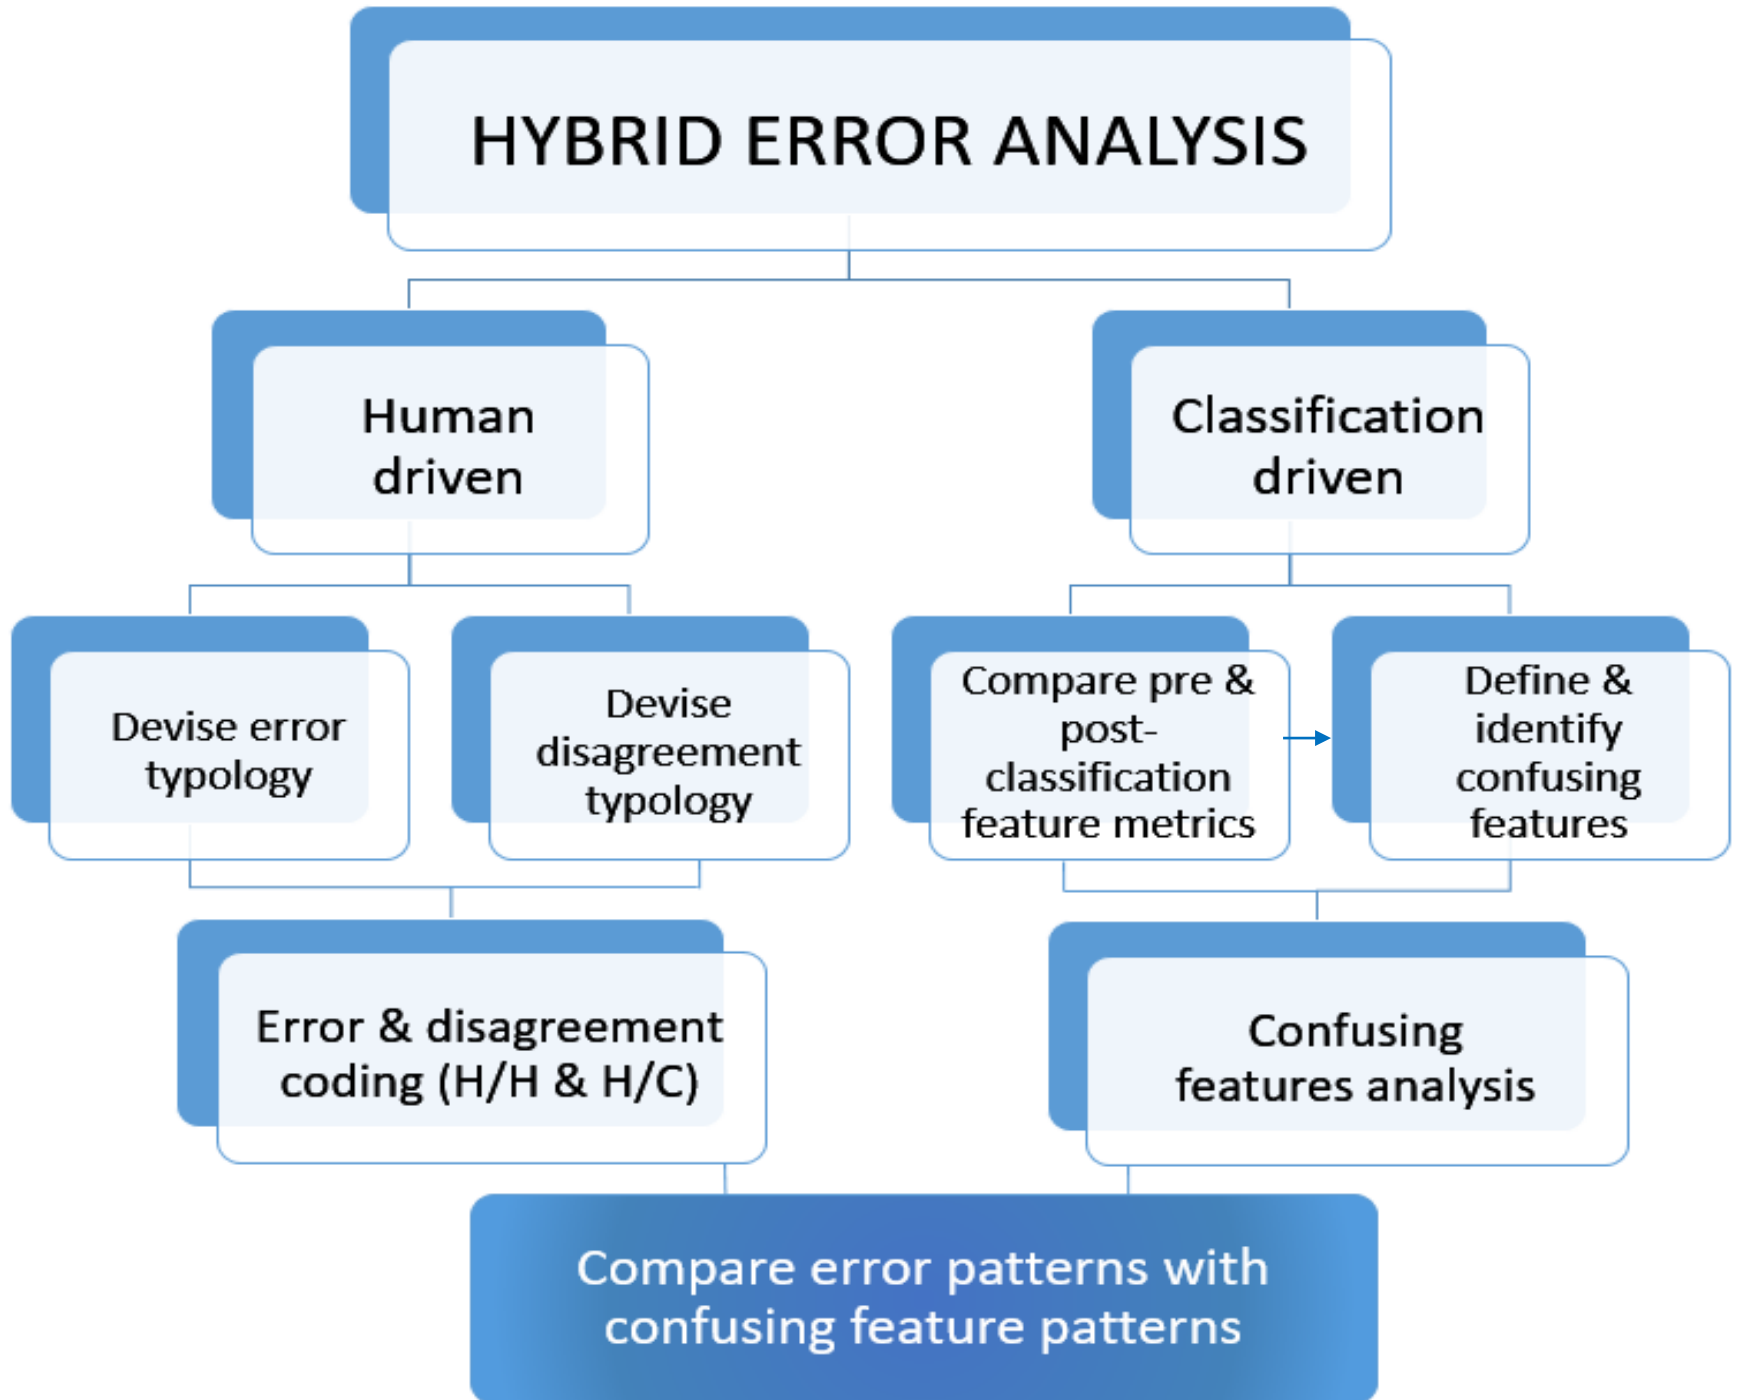 HYBRID ERROR ANALYSIS
Human
driven
Classification
driven
Devise error
typology
Devise
disagreement
typology
Compare pre &
post-
classification
feature metrics
Define &
identify
confusing
features
Error & disagreement
coding (H/H & H/C)
Confusing
features analysis
Compare error patterns with
confusing feature patterns